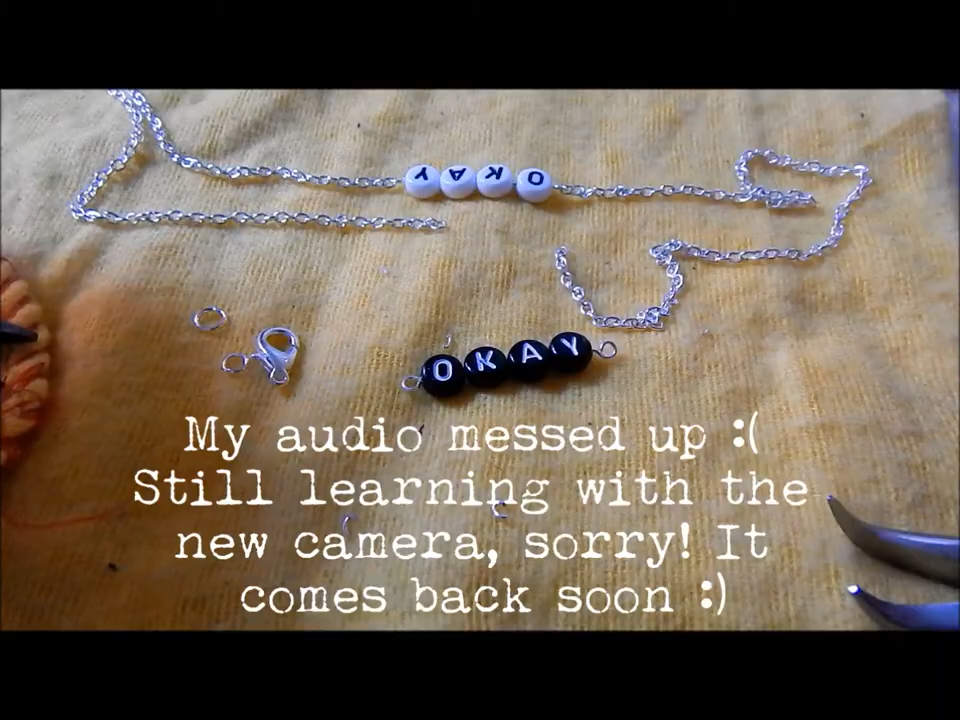 OKAY
OKAY
My audio messed up :(
Still learning with the
new camera, sorry! It
comes back soon :)